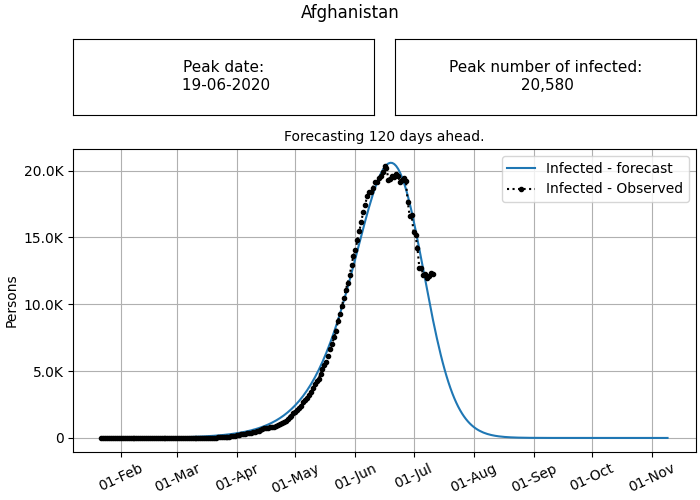 Afghanistan
Peak date:
19-06-2020
Peak number of infected:
20,580
Forecasting 120 days ahead.
Infected - forecast
Infected - Observed
Persons
20.0K
15.0K
10.0K
5.0K
0
01-Feb
01-Mar
01-Apr
01-May
01-Jun
01-Jul
01-Aug
01-Sep
01-Oct
01-Nov